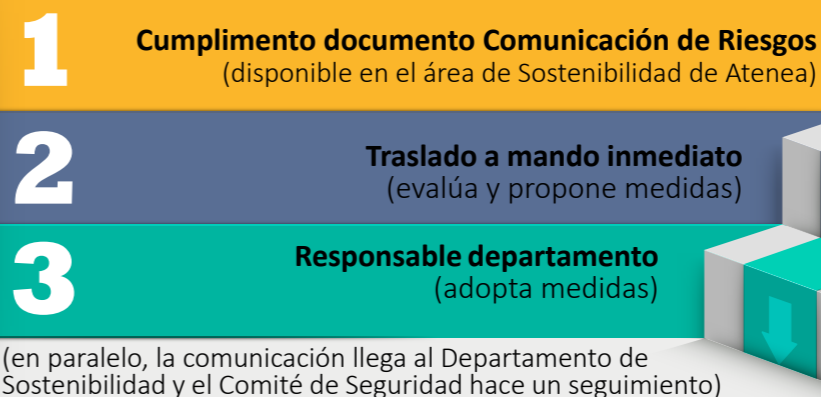 1
Cumplimento documento Comunicación de Riesgos
(disponible en el área de Sostenibilidad de Atenea)
2
Traslado a mando inmediato
(evalúa y propone medidas)
3
Responsable departamento
(adopta medidas)
(en paralelo, la comunicación llega al Departamento de
Sostenibilidad y el Comité de Seguridad hace un seguimiento)